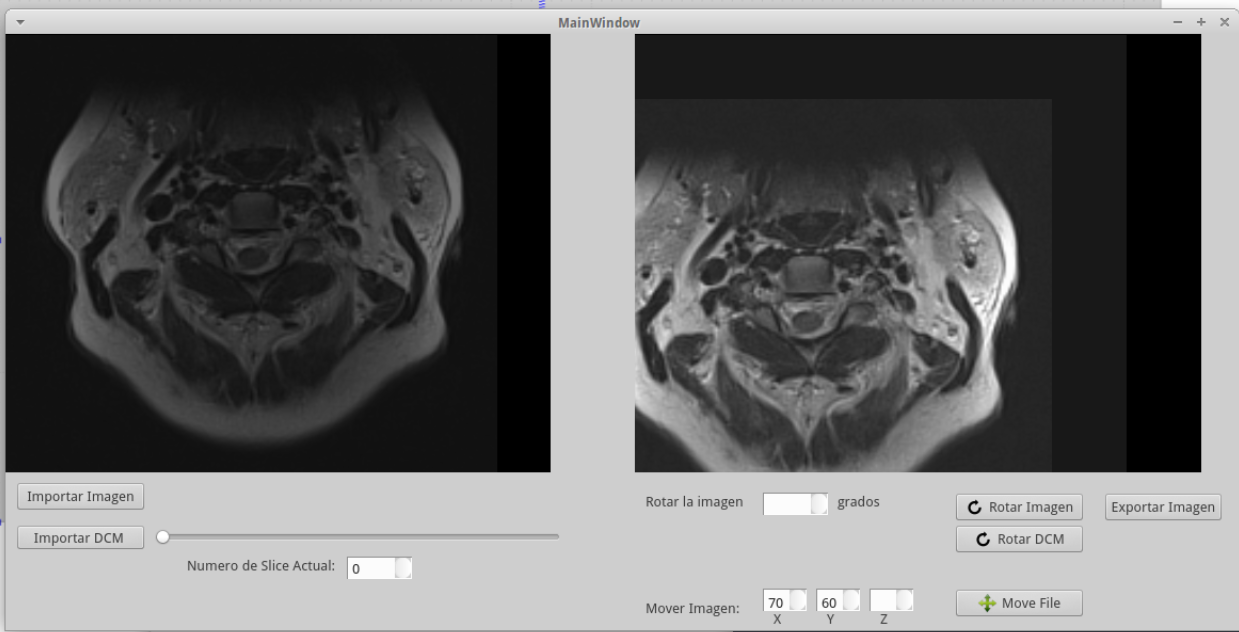 MainWindow
Importar Imagen
Importar DCM
Numero de Slice Actual: 0
Rotar la imagen grados
Rotar Imagen
Exportar Imagen
Rotar DCM
Mover Imagen: 70 60
X Y Z
Move File